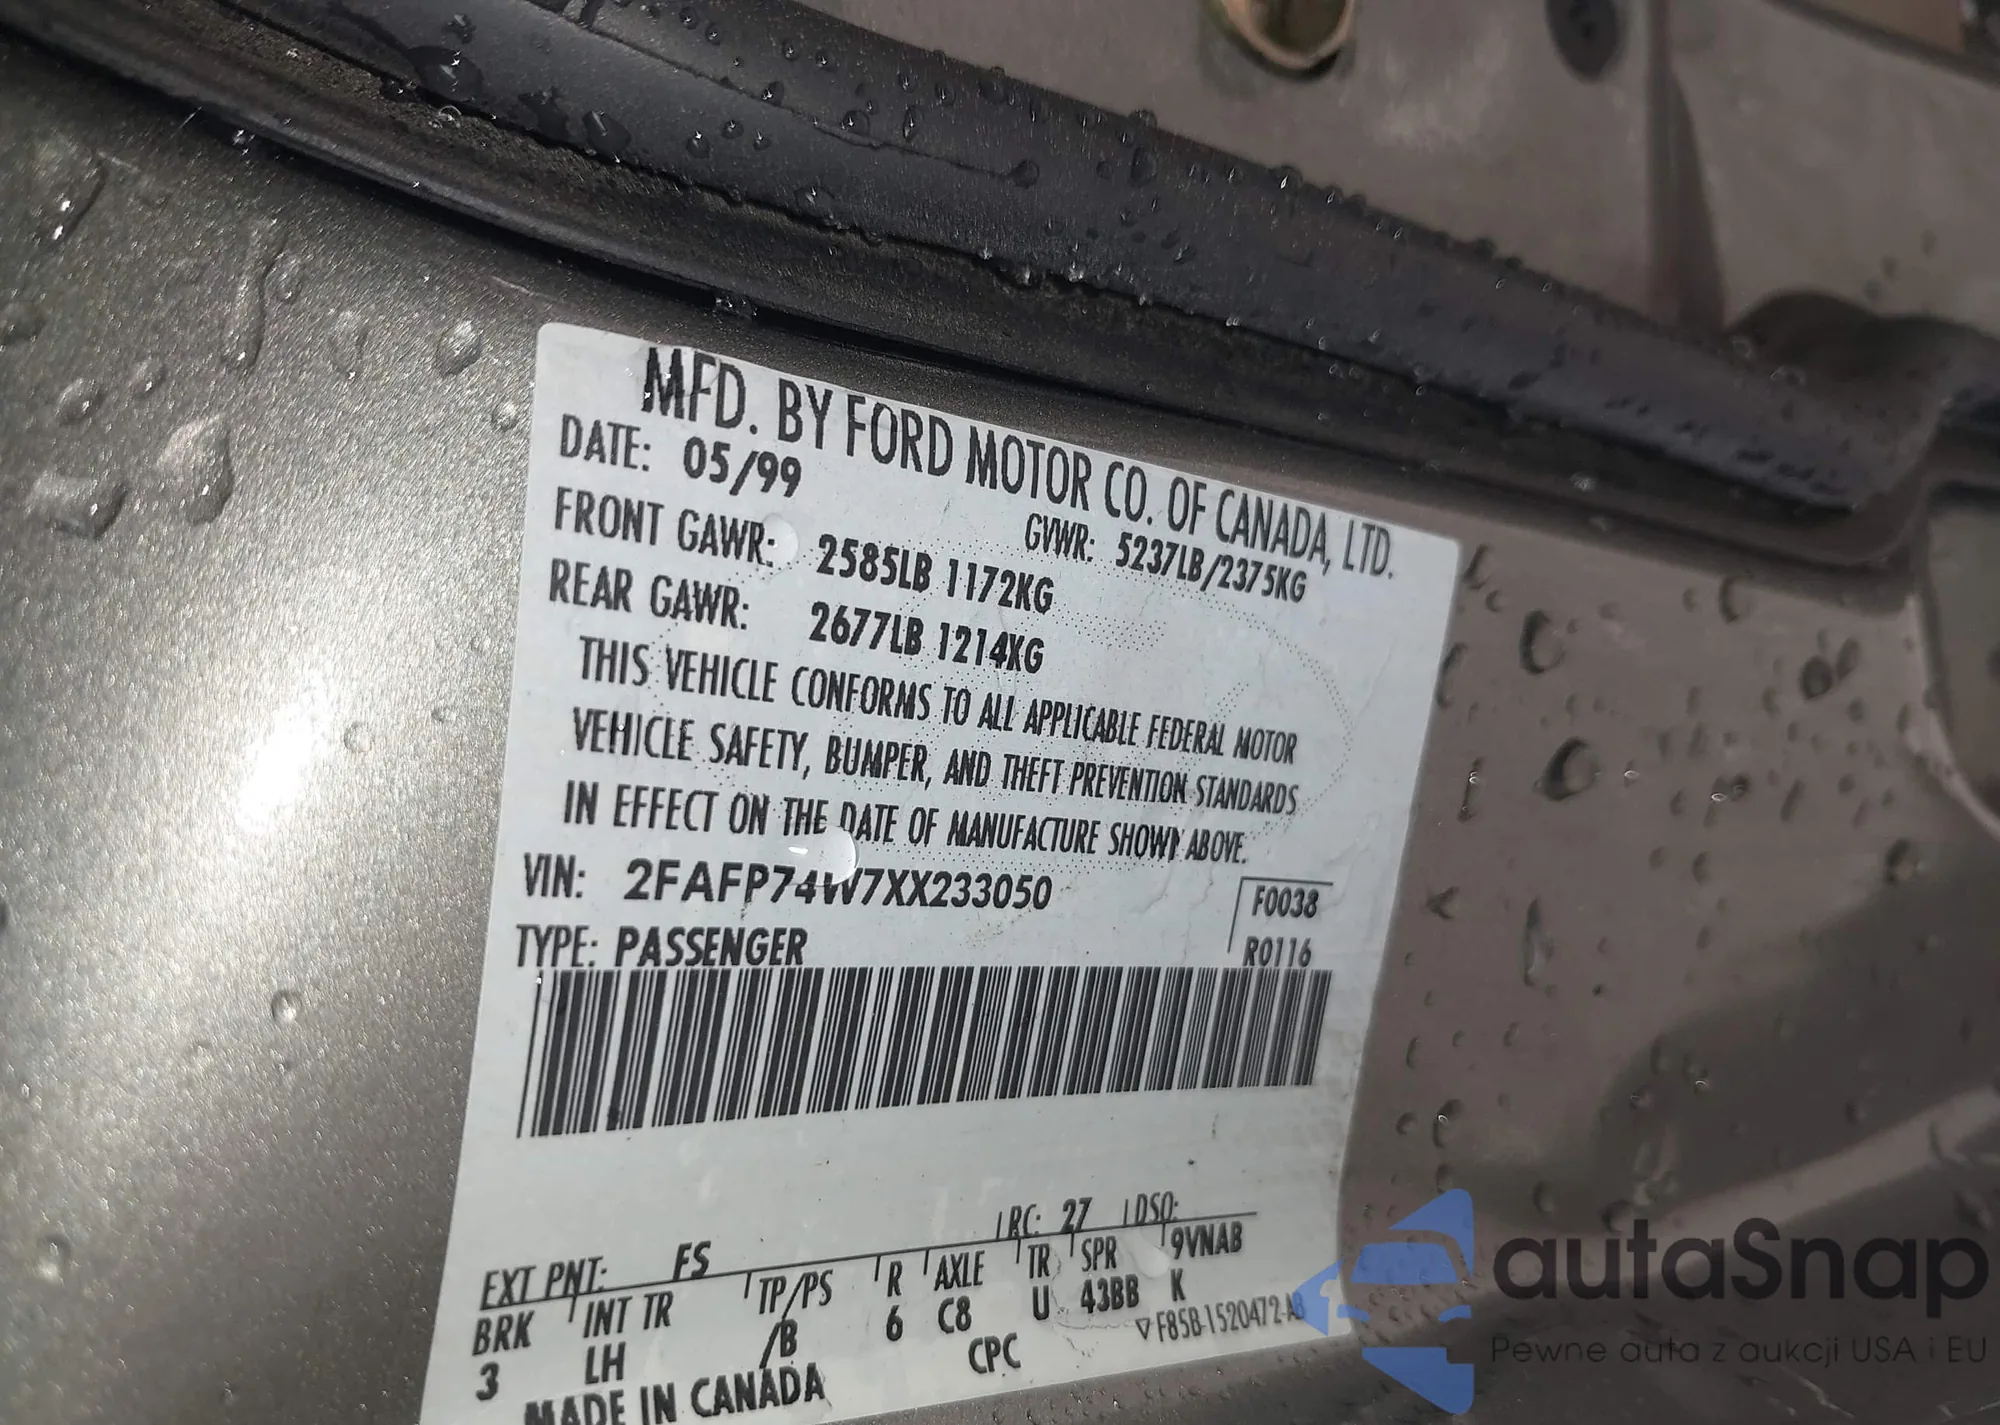 MFD. BY FORD MOTOR CO. OF CANADA, LTD.
DATE: 05/99
GVWR: 5237LB/2375KG
FRONT GAWR: 2585LB 1172KG
REAR GAWR: 2677LB 1214KG
THIS VEHICLE CONFORMS TO ALL APPLICABLE FEDERAL MOTOR
VEHICLE SAFETY, BUMPER, AND THEFT PREVENTION STANDARDS
IN EFFECT ON THE DATE OF MANUFACTURE SHOWN ABOVE.
VIN: 2FAFP74W7XX233050
F0038
TYPE: PASSENGER
R0116
EXT PNT: FS RC: 27 DSO:
BRK INT TR TP/PS R AXLE TR SPR 9VNAB
3 LH /B 6 C8 U 43BB K
MADE IN CANADA CPC ▽F85B-1520472-AB
autaSnap
Pewne auta z aukcji USA i EU